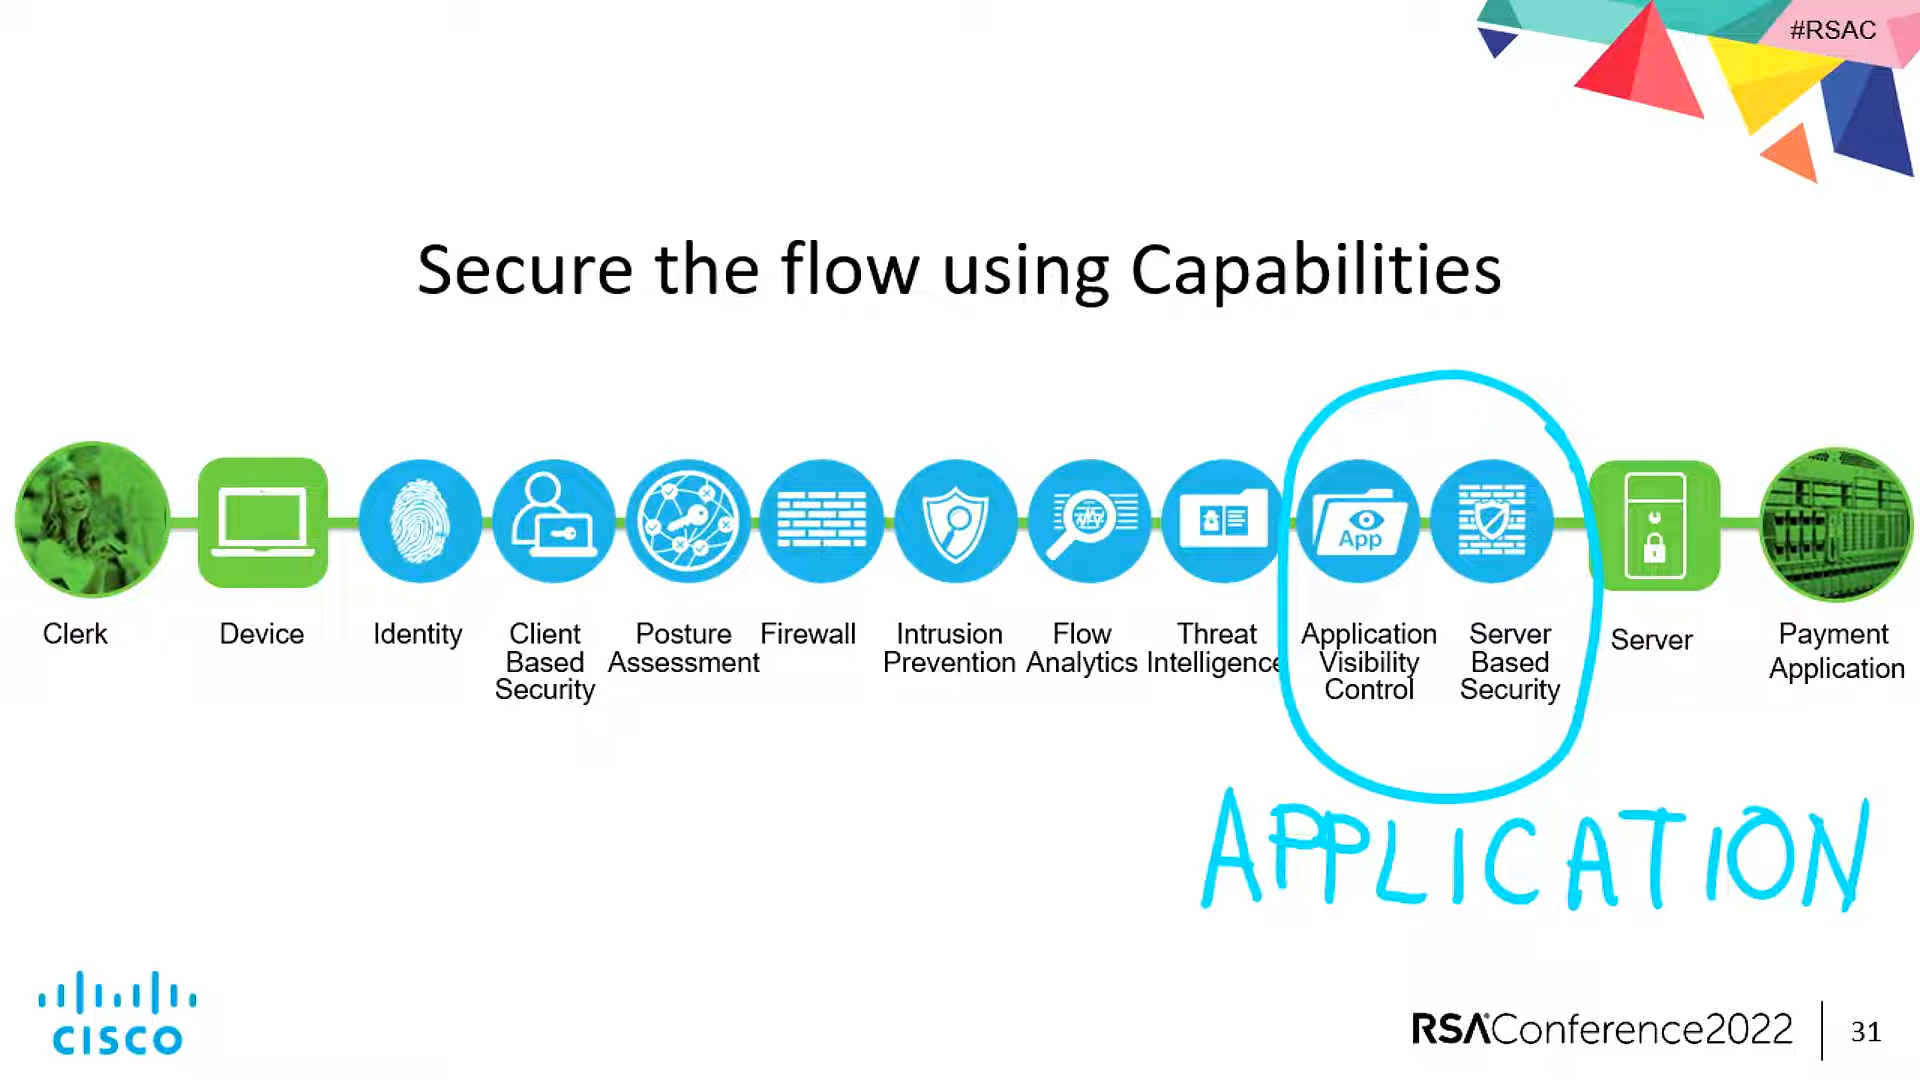 #RSAC
Secure the flow using Capabilities
App
Clerk
Device
Identity
Client
Based
Security
Posture
Assessment
Firewall
Intrusion
Prevention
Flow
Analytics
Threat
Intelligence
Application
Visibility
Control
Server
Based
Security
Server
Payment
Application
APPLICATION
CISCO
RSAConference2022
31